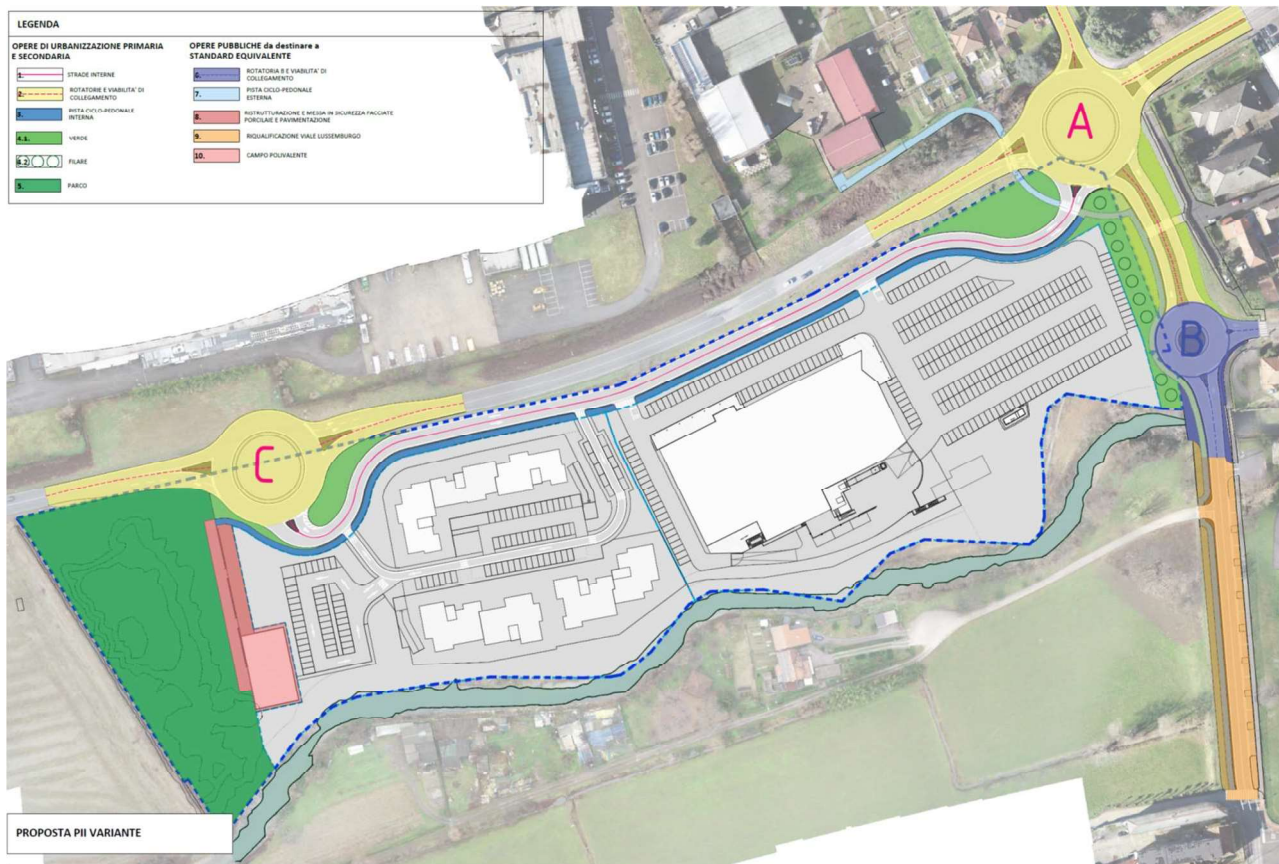 LEGENDA
OPERE DI URBANIZZAZIONE PRIMARIA
E SECONDARIA
1. STRADE INTERNE
2. ROTATORIE E VIABILITA' DI
COLLEGAMENTO
3. PISTA CICLO-PEDONALE
INTERNA
4.1. VERDE
4.2 FILARE
5. PARCO
OPERE PUBBLICHE da destinare a
STANDARD EQUIVALENTE
6. ROTATORIA B E VIABILITA' DI
COLLEGAMENTO
7. PISTA CICLO-PEDONALE
ESTERNA
8. RISTRUTTURAZIONE E MESSA IN SICUREZZA FACCIATE
PORCILAIE E PAVIMENTAZIONE
9. RIQUALIFICAZIONE VIALE LUSSEMBURGO
10. CAMPO POLIVALENTE
A
B
C
PROPOSTA PII VARIANTE